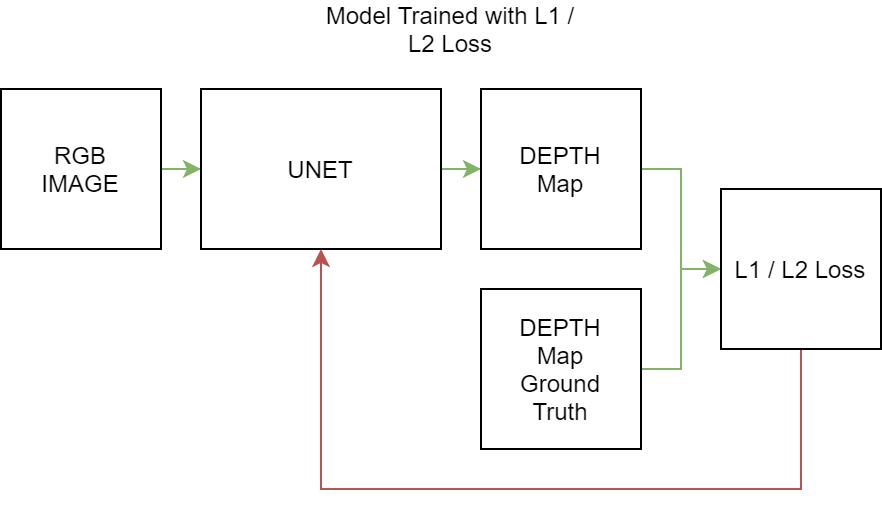 Model Trained with L1 /
L2 Loss
RGB
IMAGE
UNET
DEPTH
Map
L1 / L2 Loss
DEPTH
Map
Ground
Truth